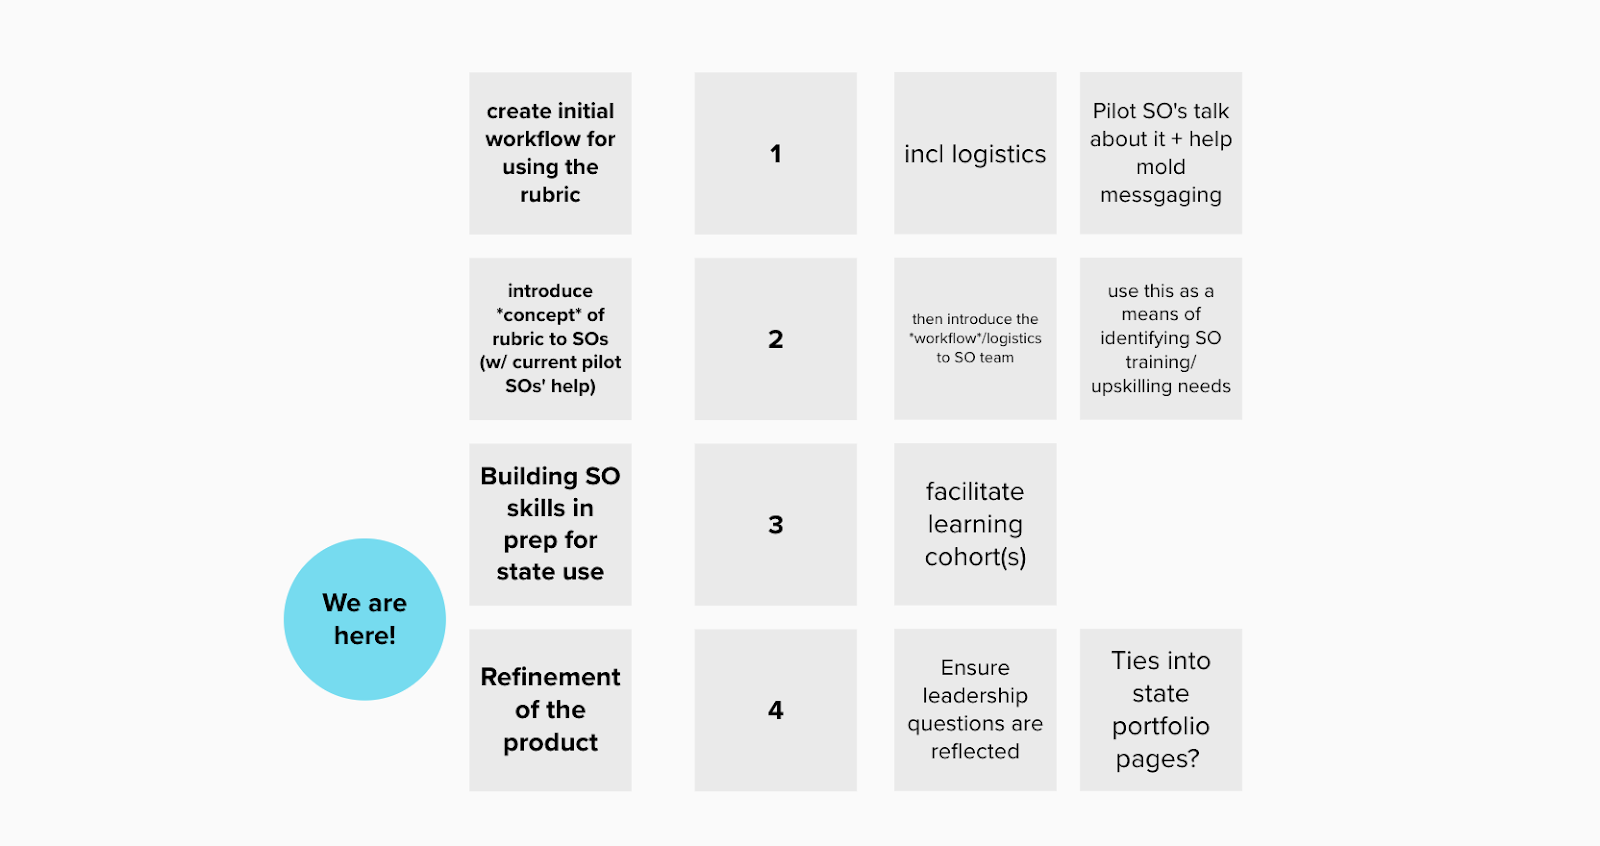 create initial
workflow for
using the
rubric
1
incl logistics
Pilot SO's talk
about it + help
mold
messgaging
introduce
*concept* of
rubric to SOs
(w/ current pilot
SOs' help)
2
then introduce the
*workflow*/logistics
to SO team
use this as a
means of
identifying SO
training/
upskilling needs
Building SO
skills in
prep for
state use
3
facilitate
learning
cohort(s)
We are
here!
Refinement
of the
product
4
Ensure
leadership
questions are
reflected
Ties into
state
portfolio
pages?